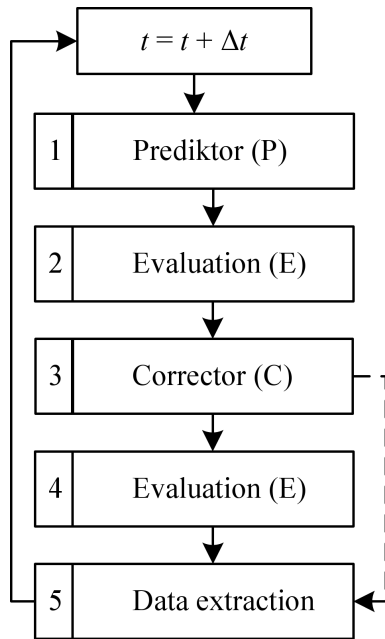 t = t + Δt
1 Prediktor (P)
2 Evaluation (E)
3 Corrector (C)
4 Evaluation (E)
5 Data extraction